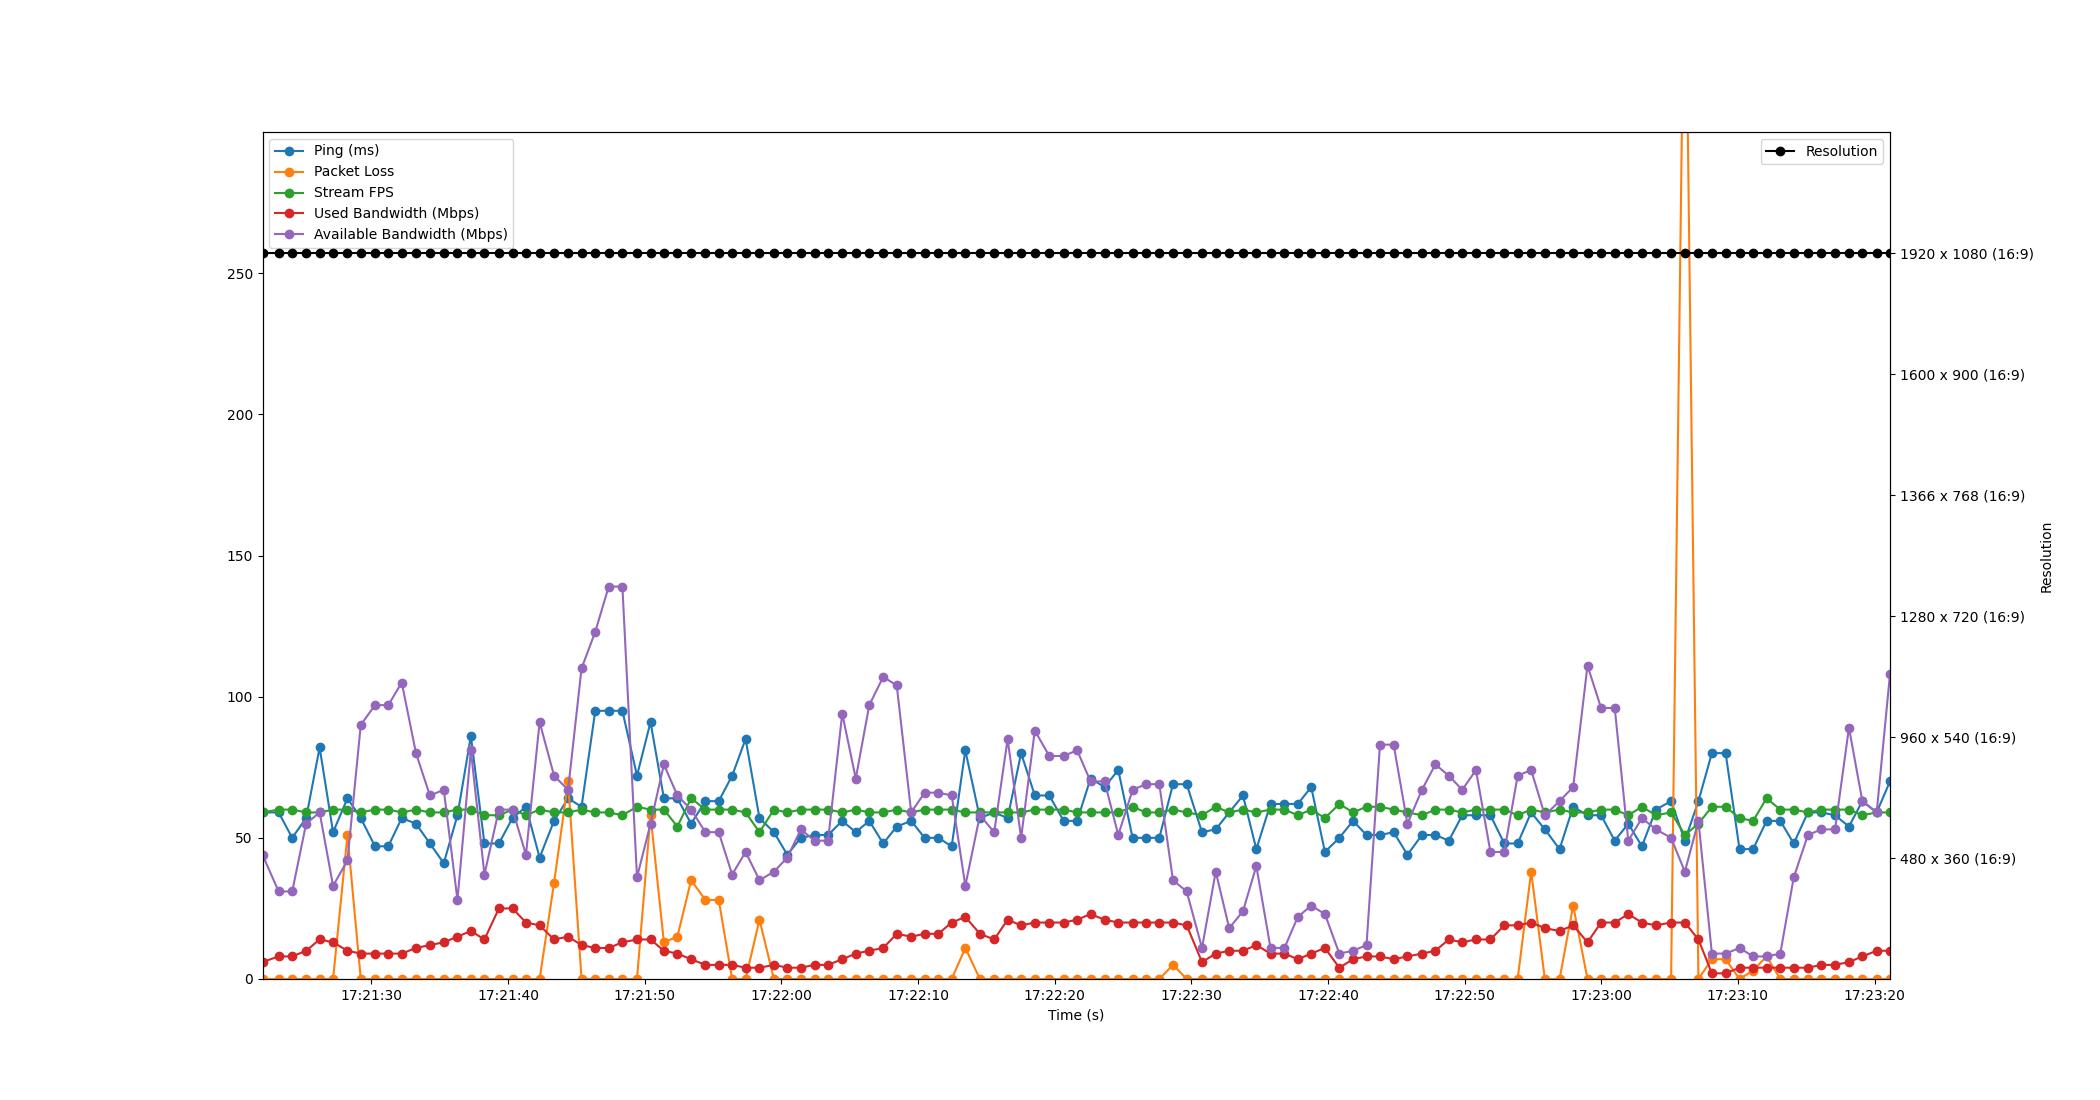 Ping (ms)
Packet Loss
Stream FPS
Used Bandwidth (Mbps)
Available Bandwidth (Mbps)
Resolution
250
200
150
100
50
0
1920 x 1080 (16:9)
1600 x 900 (16:9)
1366 x 768 (16:9)
1280 x 720 (16:9)
960 x 540 (16:9)
480 x 360 (16:9)
Resolution
17:21:30 17:21:40 17:21:50 17:22:00 17:22:10 17:22:20 17:22:30 17:22:40 17:22:50 17:23:00 17:23:10 17:23:20
Time (s)